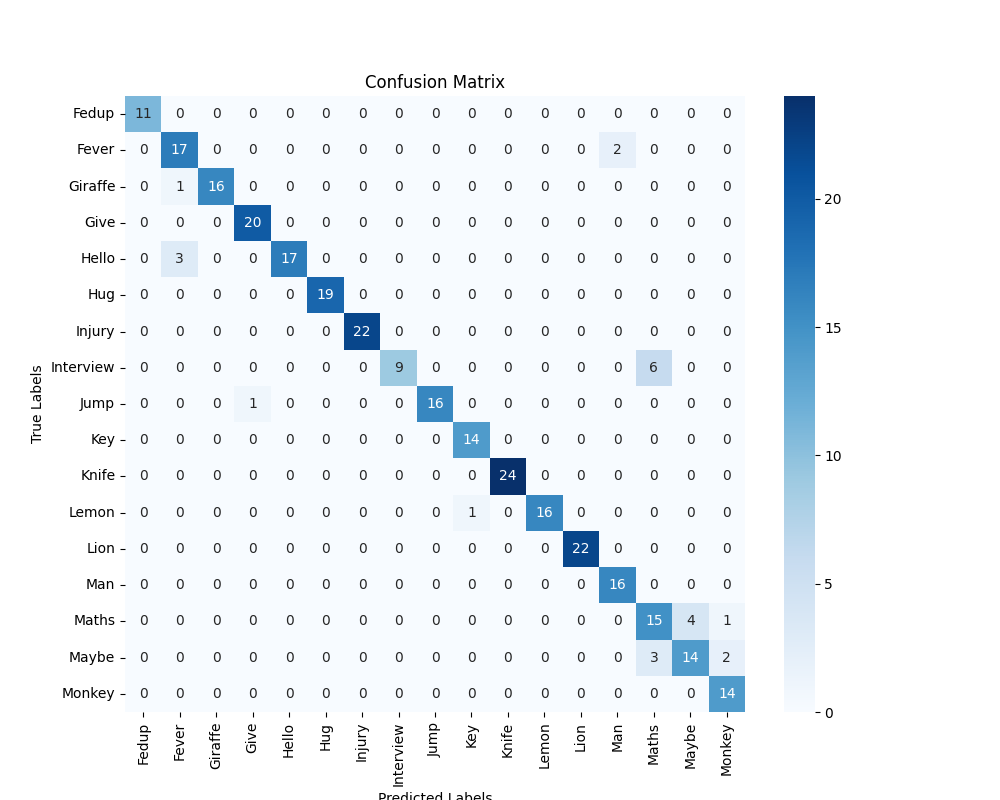 Confusion Matrix
Fedup 11 0 0 0 0 0 0 0 0 0 0 0 0 0 0 0 0
Fever 0 17 0 0 0 0 0 0 0 0 0 0 0 2 0 0 0
Giraffe 0 1 16 0 0 0 0 0 0 0 0 0 0 0 0 0 0
20
Give 0 0 0 20 0 0 0 0 0 0 0 0 0 0 0 0 0
Hello 0 3 0 0 17 0 0 0 0 0 0 0 0 0 0 0 0
Hug 0 0 0 0 0 19 0 0 0 0 0 0 0 0 0 0 0
Injury 0 0 0 0 0 0 22 0 0 0 0 0 0 0 0 0 0
15
Interview 0 0 0 0 0 0 0 9 0 0 0 0 0 0 6 0 0
Jump 0 0 0 1 0 0 0 0 16 0 0 0 0 0 0 0 0
True Labels
Key 0 0 0 0 0 0 0 0 0 14 0 0 0 0 0 0 0
10
Knife 0 0 0 0 0 0 0 0 0 0 24 0 0 0 0 0 0
Lemon 0 0 0 0 0 0 0 0 0 1 0 16 0 0 0 0 0
Lion 0 0 0 0 0 0 0 0 0 0 0 0 22 0 0 0 0
Man 0 0 0 0 0 0 0 0 0 0 0 0 0 16 0 0 0
5
Maths 0 0 0 0 0 0 0 0 0 0 0 0 0 0 15 4 1
Maybe 0 0 0 0 0 0 0 0 0 0 0 0 0 0 3 14 2
Monkey 0 0 0 0 0 0 0 0 0 0 0 0 0 0 0 0 14
0
Fedup Fever Giraffe Give Hello Hug Injury Interview Jump Key Knife Lemon Lion Man Maths Maybe Monkey
Predicted Labels